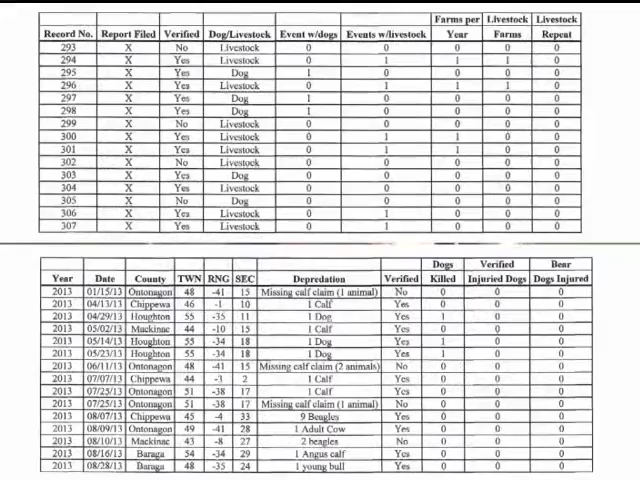 Farms per Livestock Livestock
Record No. Report Filed Verified Dog/Livestock Event w/dogs Events w/livestock Year Farms Repeat
293 X No Livestock 0 0 0 0 0
294 X Yes Livestock 0 1 1 1 0
295 X Yes Dog 1 0 0 0 0
296 X Yes Livestock 0 1 1 1 0
297 X Yes Dog 1 0 0 0 0
298 X Yes Dog 1 0 0 0 0
299 X No Livestock 0 0 0 0 0
300 X Yes Livestock 0 1 1 0 0
301 X Yes Livestock 0 1 1 0 0
302 X No Livestock 0 0 0 0 0
303 X Yes Dog 0 0 0 0 0
304 X Yes Livestock 0 0 0 0 0
305 X No Dog 0 0 0 0 0
306 X Yes Livestock 0 1 0 0 0
307 X Yes Livestock 0 1 0 0 0
Dogs Verified Bear
Year Date County TWN RNG SEC Depredation Verified Killed Injuried Dogs Dogs Injured
2013 01/15/13 Ontonagon 48 -41 15 Missing calf claim (1 animal) No 0 0 0
2013 04/13/13 Chippewa 46 -1 10 1 Calf Yes 0 0 0
2013 04/29/13 Houghton 55 -35 11 1 Dog Yes 1 0 0
2013 05/02/13 Mackinac 44 -10 15 1 Calf Yes 0 0 0
2013 05/14/13 Houghton 55 -34 18 1 Dog Yes 1 0 0
2013 05/23/13 Houghton 55 -34 18 1 Dog Yes 1 0 0
2013 06/11/13 Ontonagon 48 -41 15 Missing calf claim (2 animals) No 0 0 0
2013 07/07/13 Chippewa 44 -3 2 1 Calf Yes 0 0 0
2013 07/25/13 Ontonagon 51 -38 17 1 Calf Yes 0 0 0
2013 07/25/13 Ontonagon 51 -38 17 Missing calf claim (1 animal) No 0 0 0
2013 08/07/13 Chippewa 45 -4 33 9 Beagles Yes 0 0 0
2013 08/09/13 Ontonagon 49 -41 28 1 Adult Cow Yes 0 0 0
2013 08/10/13 Mackinac 43 -8 27 2 beagles No 0 0 0
2013 08/16/13 Baraga 54 -34 29 1 Angus calf Yes 0 0 0
2013 08/28/13 Baraga 48 -35 24 1 young bull Yes 0 0 0